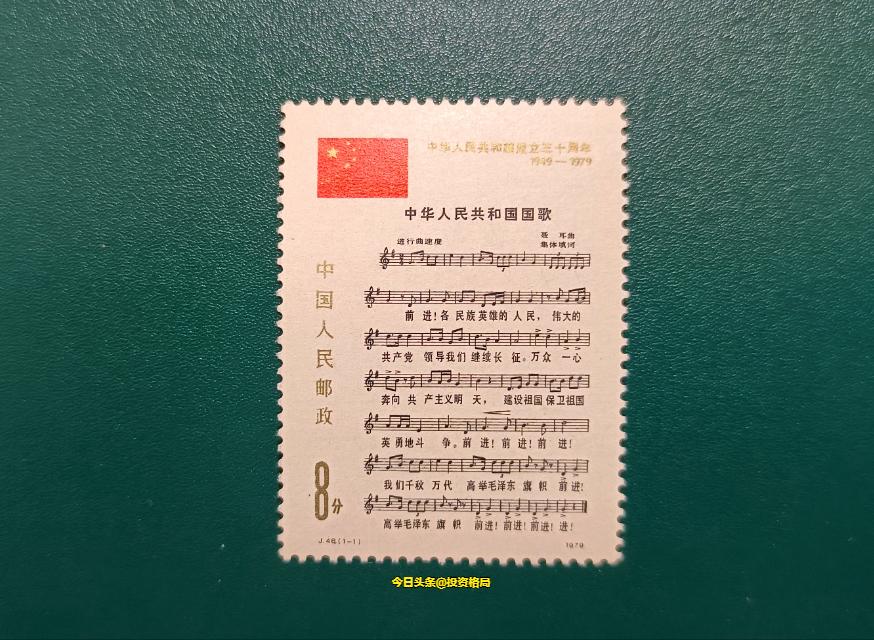 中华人民共和国成立三十周年
1949—1979
中华人民共和国国歌
进行曲速度
聂 耳曲
集体填词
前 进！各 民族英雄的 人 民， 伟大的
共产党 领导我们 继续长 征。万众 一心
奔向 共 产主义明 天， 建设祖国 保卫祖国
英 勇地斗 争。前 进！前 进！前 进！
我们千秋 万代 高举毛泽东 旗 帜 前 进！
高举毛泽东 旗 帜 前进！前进！前进！进！
中国人民邮政
8分
J.46.(1-1)
1979
今日头条@投资格局